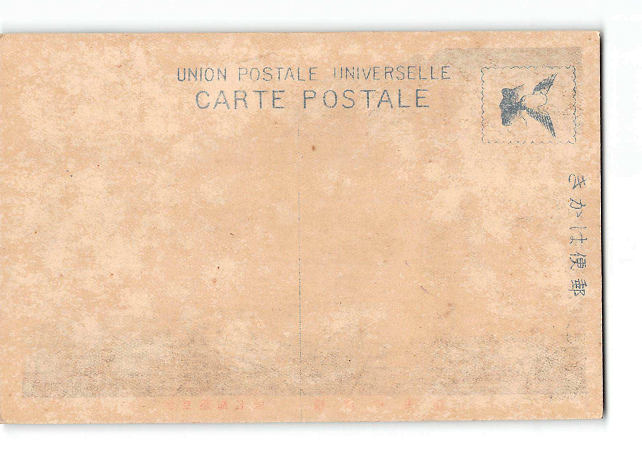 UNION POSTALE UNIVERSELLE
CARTE POSTALE
きかは便郵